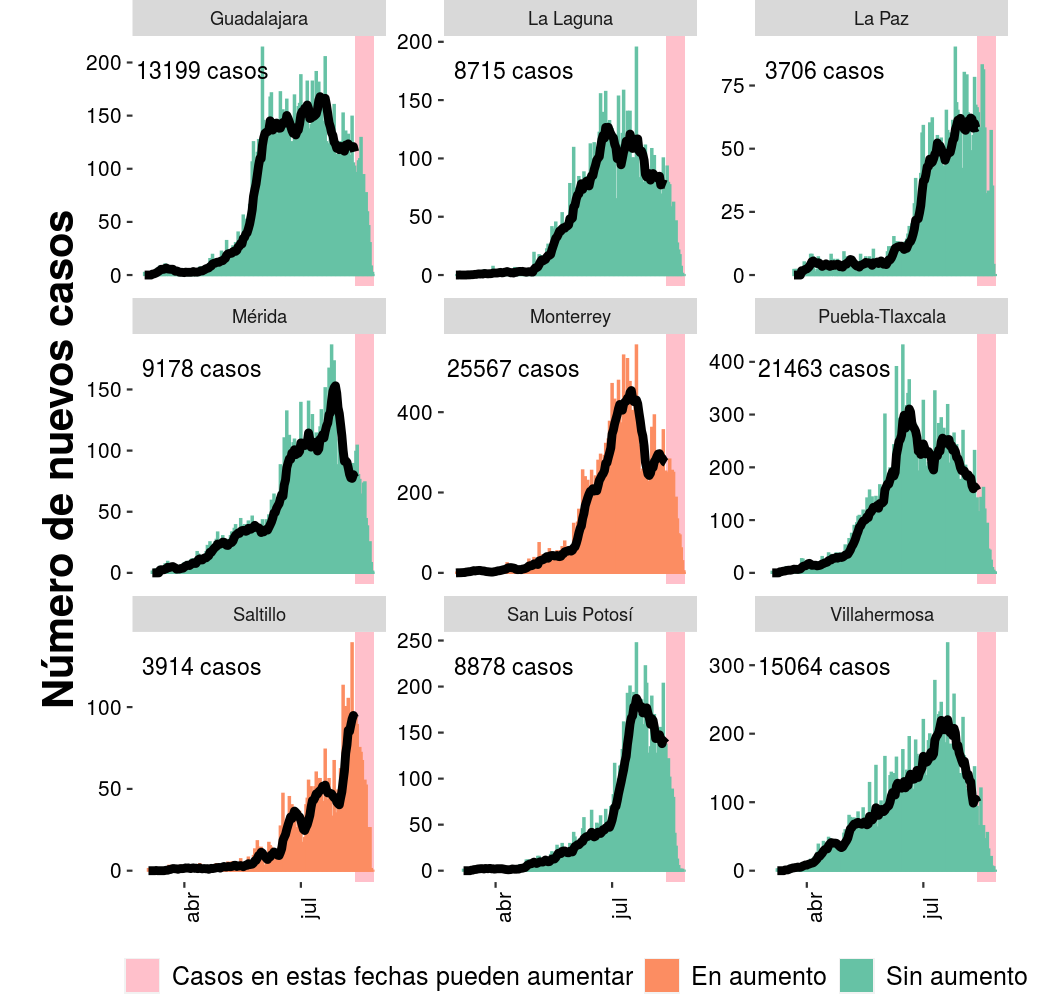 Número de nuevos casos
Guadalajara
La Laguna
La Paz
13199 casos
8715 casos
3706 casos
200
150
100
50
0
200
150
100
50
0
75
50
25
0
Mérida
Monterrey
Puebla-Tlaxcala
9178 casos
25567 casos
21463 casos
150
100
50
0
400
200
0
400
300
200
100
0
Saltillo
San Luis Potosí
Villahermosa
3914 casos
8878 casos
15064 casos
100
50
0
250
200
150
100
50
0
300
200
100
0
abr
jul
abr
jul
abr
jul
Casos en estas fechas pueden aumentar
En aumento
Sin aumento